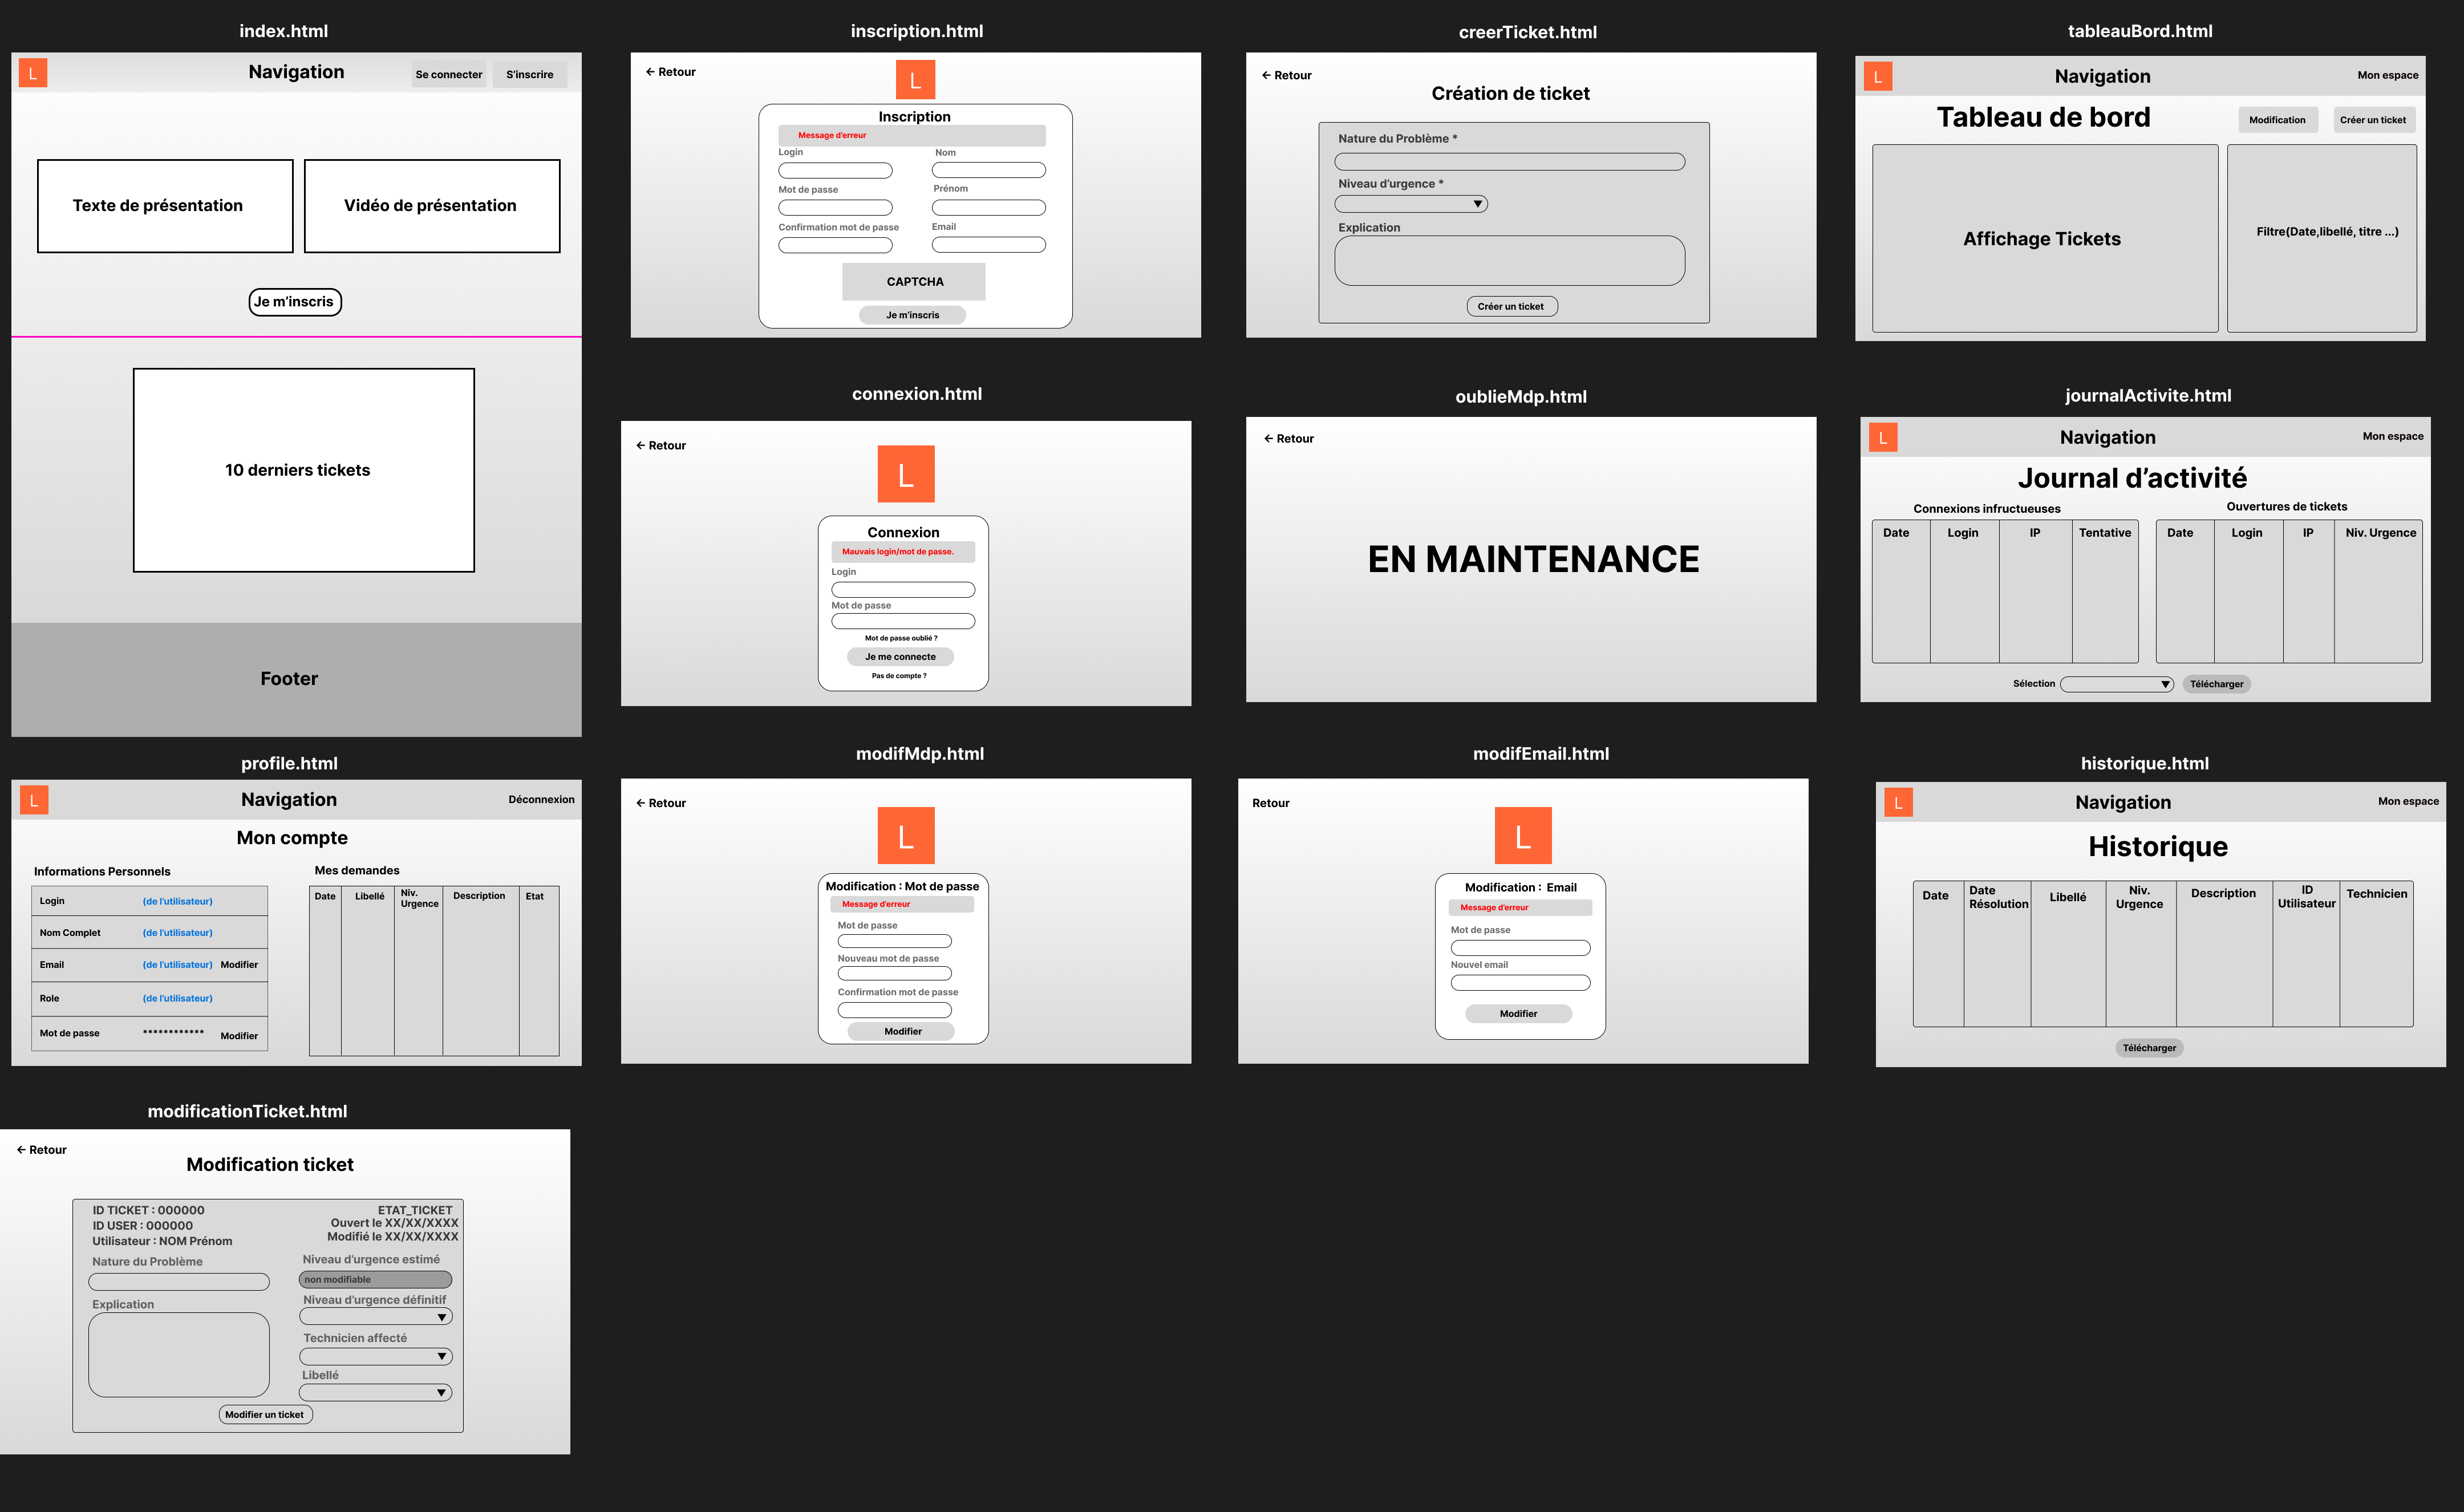 index.html
L
Navigation
Se connecter
S’inscrire
Texte de présentation
Vidéo de présentation
Je m’inscris
10 derniers tickets
Footer
inscription.html
← Retour
L
Inscription
Message d’erreur
Login
Nom
Mot de passe
Prénom
Confirmation mot de passe
Email
CAPTCHA
Je m’inscris
creerTicket.html
← Retour
Création de ticket
Nature du Problème *
Niveau d’urgence *
Explication
Créer un ticket
tableauBord.html
L
Navigation
Mon espace
Tableau de bord
Modification
Créer un ticket
Affichage Tickets
Filtre(Date,libellé, titre ...)
connexion.html
← Retour
L
Connexion
Mauvais login/mot de passe.
Login
Mot de passe
Mot de passe oublié ?
Je me connecte
Pas de compte ?
oublieMdp.html
← Retour
EN MAINTENANCE
journalActivite.html
L
Navigation
Mon espace
Journal d’activité
Connexions infructueuses
Date
Login
IP
Tentative
Ouvertures de tickets
Date
Login
IP
Niv. Urgence
Sélection
Télécharger
profile.html
L
Navigation
Déconnexion
Mon compte
Informations Personnels
Login
(de l’utilisateur)
Nom Complet
(de l’utilisateur)
Email
(de l’utilisateur)
Modifier
Role
(de l’utilisateur)
Mot de passe
************
Modifier
Mes demandes
Date
Libellé
Niv.
Urgence
Description
Etat
modifMdp.html
← Retour
L
Modification : Mot de passe
Message d’erreur
Mot de passe
Nouveau mot de passe
Confirmation mot de passe
Modifier
modifEmail.html
Retour
L
Modification : Email
Message d’erreur
Mot de passe
Nouvel email
Modifier
historique.html
L
Navigation
Mon espace
Historique
Date
Date
Résolution
Libellé
Niv.
Urgence
Description
ID
Utilisateur
Technicien
Télécharger
modificationTicket.html
← Retour
Modification ticket
ID TICKET : 000000
ID USER : 000000
Utilisateur : NOM Prénom
ETAT_TICKET
Ouvert le XX/XX/XXXX
Modifié le XX/XX/XXXX
Nature du Problème
Explication
Niveau d’urgence estimé
non modifiable
Niveau d’urgence définitif
Technicien affecté
Libellé
Modifier un ticket